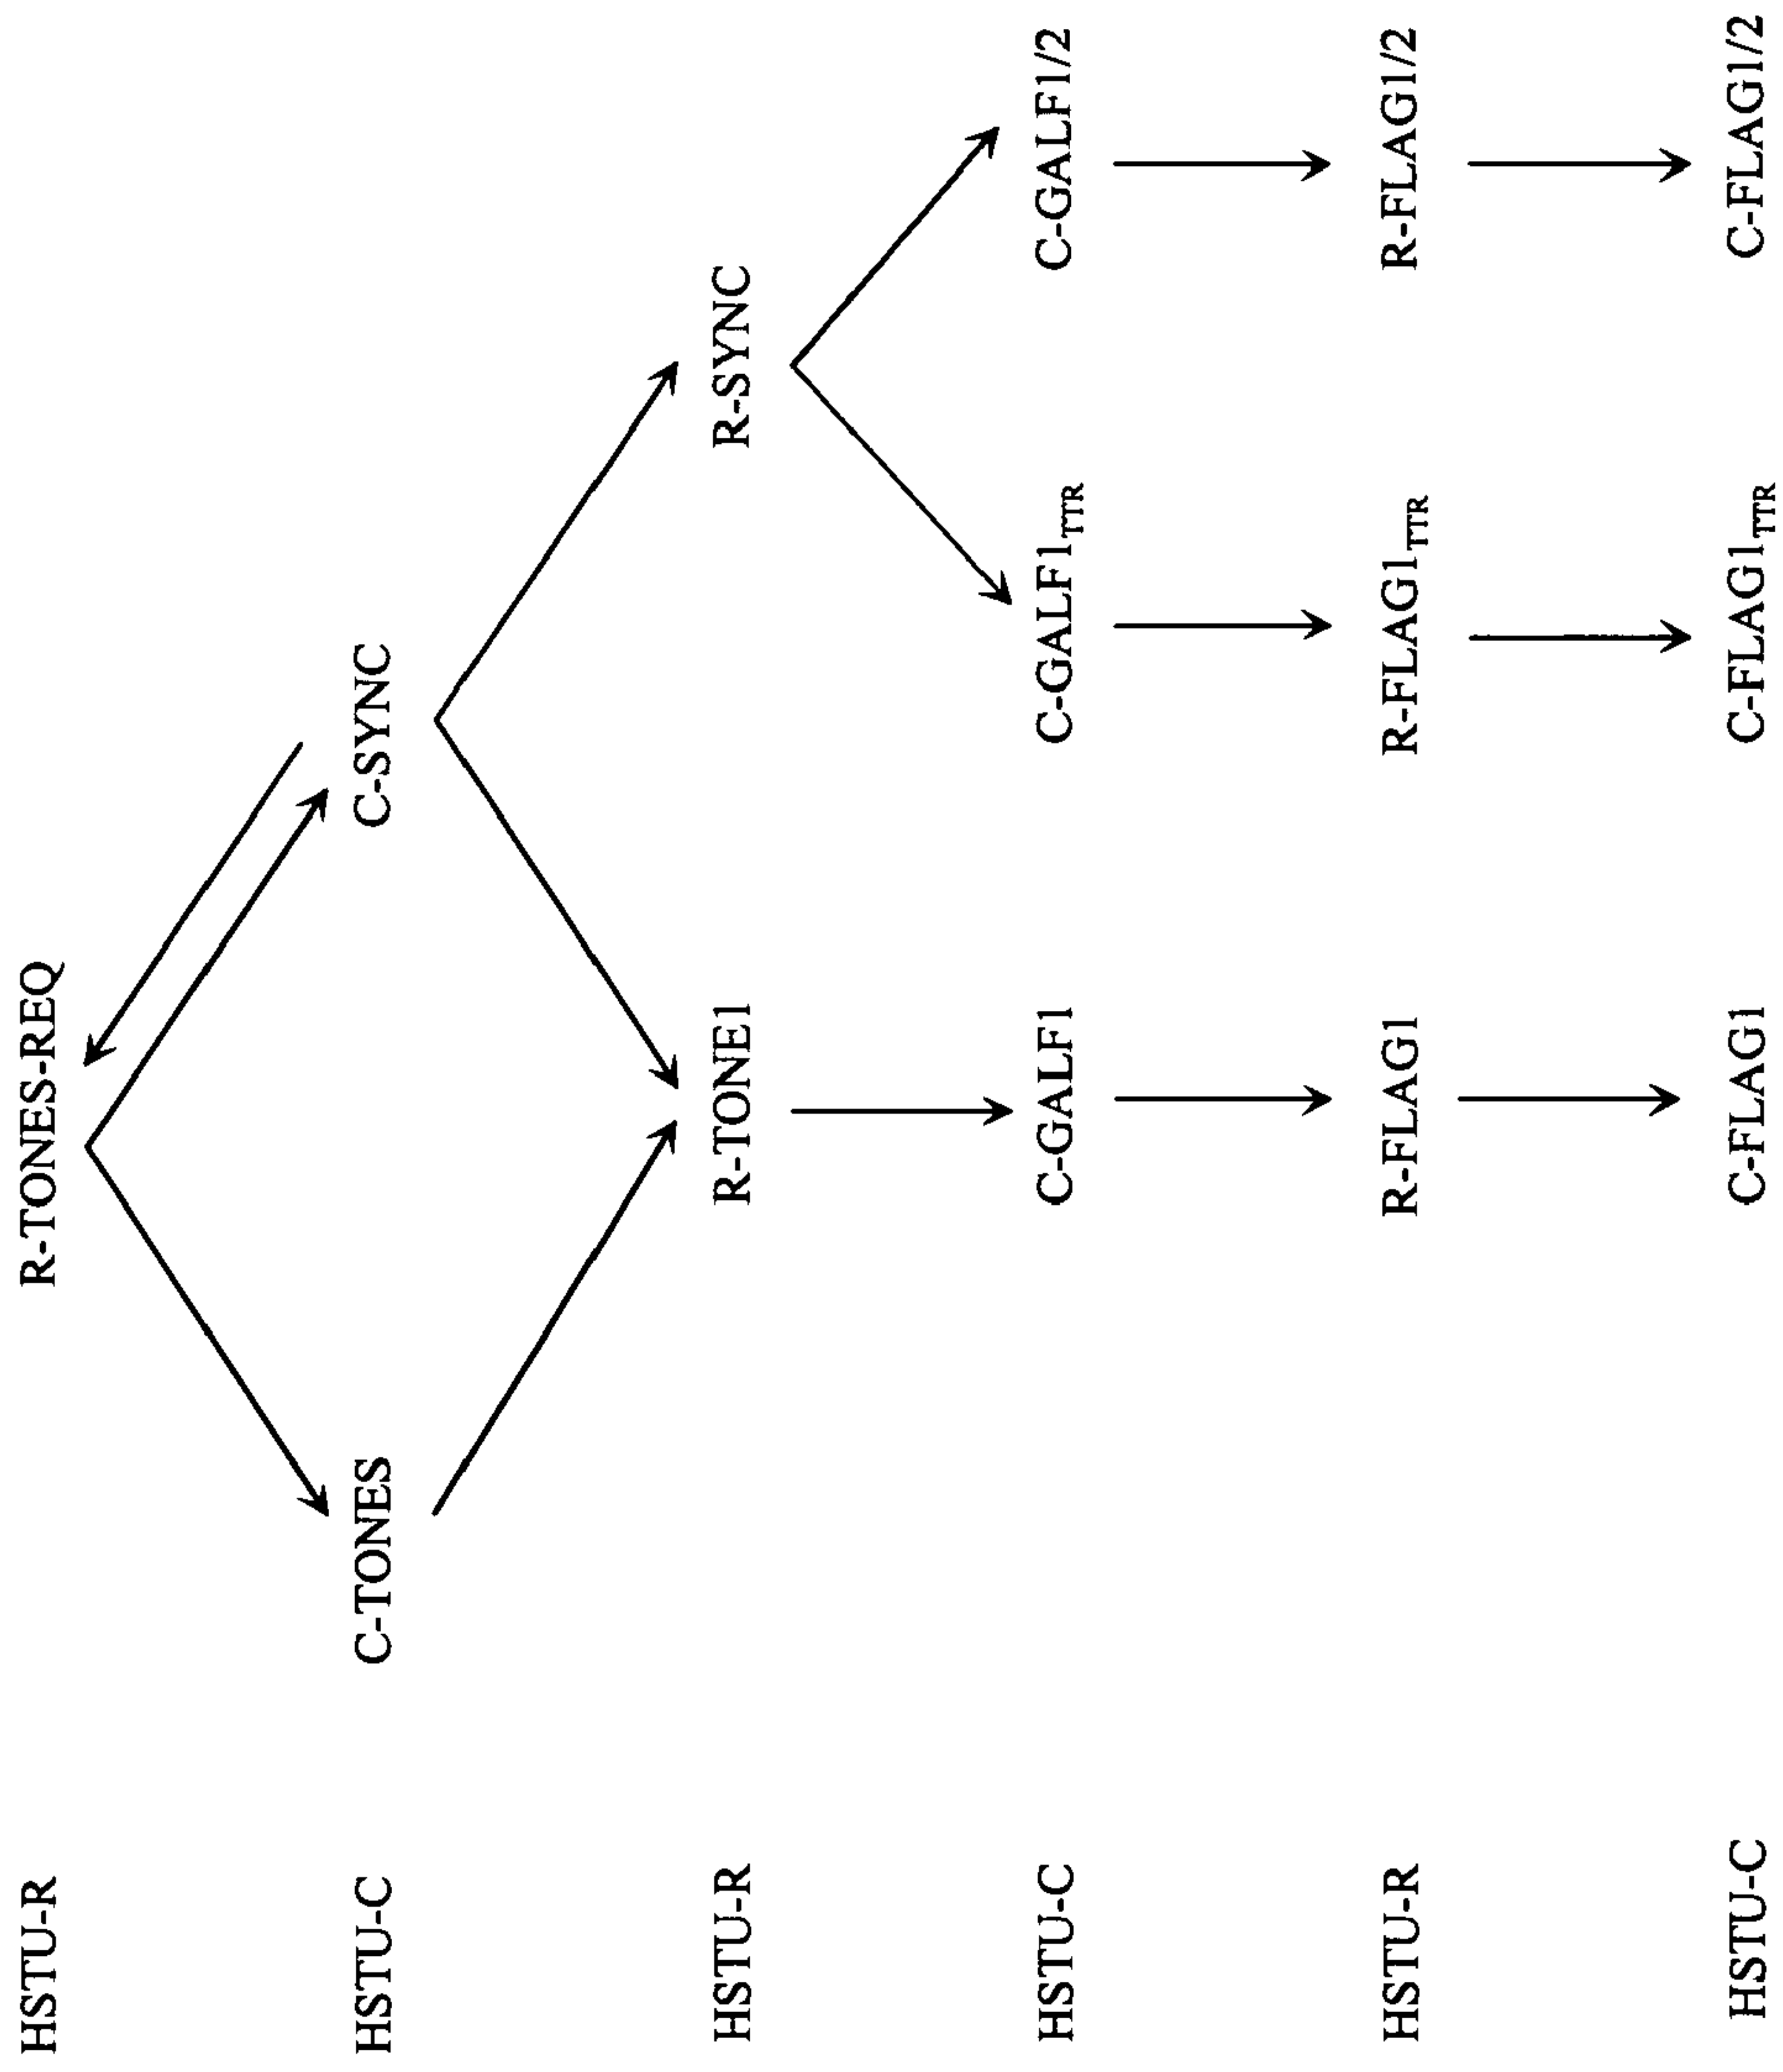 HSTU-R
R-TONES-REQ
HSTU-C
C-TONES
C-SYNC
HSTU-R
R-TONE1
R-SYNC
HSTU-C
C-GALF1
C-GALF1TTR
C-GALF1/2
HSTU-R
R-FLAG1
R-FLAG1TTR
R-FLAG1/2
HSTU-C
C-FLAG1
C-FLAG1TTR
C-FLAG1/2